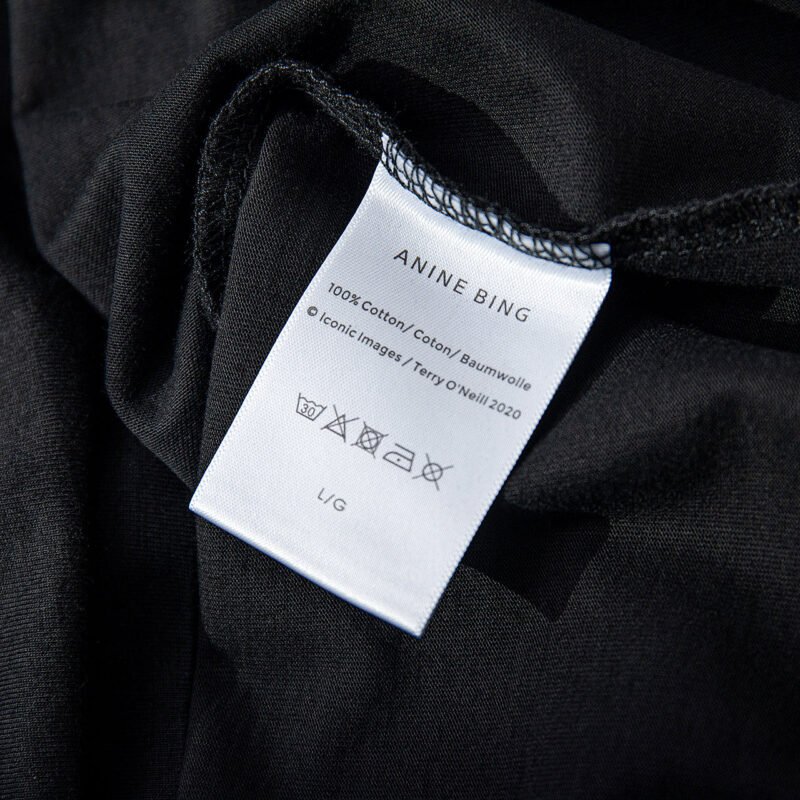 ANINE BING
100% Cotton/ Coton/ Baumwolle
© Iconic Images / Terry O'Neill 2020
30
L/G